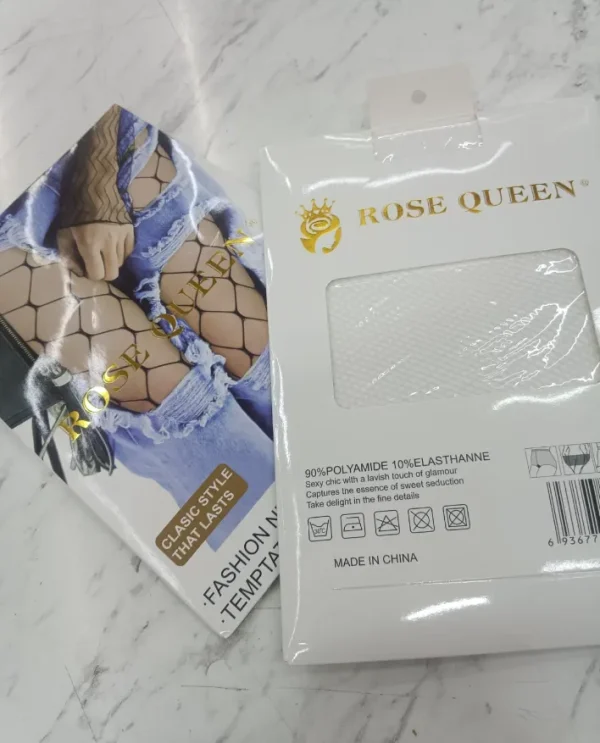 ROSE QUEEN
CLASIC STYLE
THAT LASTS
·FASHION
·
ROSE QUEEN®
90%POLYAMIDE 10%ELASTHANNE
Sexy chic with a lavish touch of glamour
Captures the essence of sweet seduction
Take delight in the fine details
MADE IN CHINA
6 93677